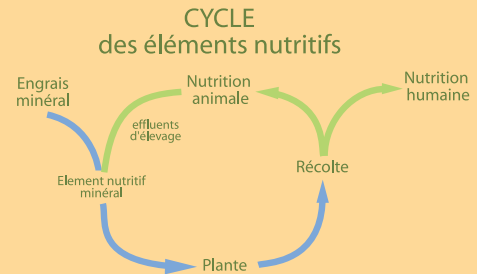 CYCLE
des éléments nutritifs
Engrais
minéral
Nutrition
animale
Nutrition
humaine
effluents
d'élevage
Récolte
Element nutritif
minéral
Plante